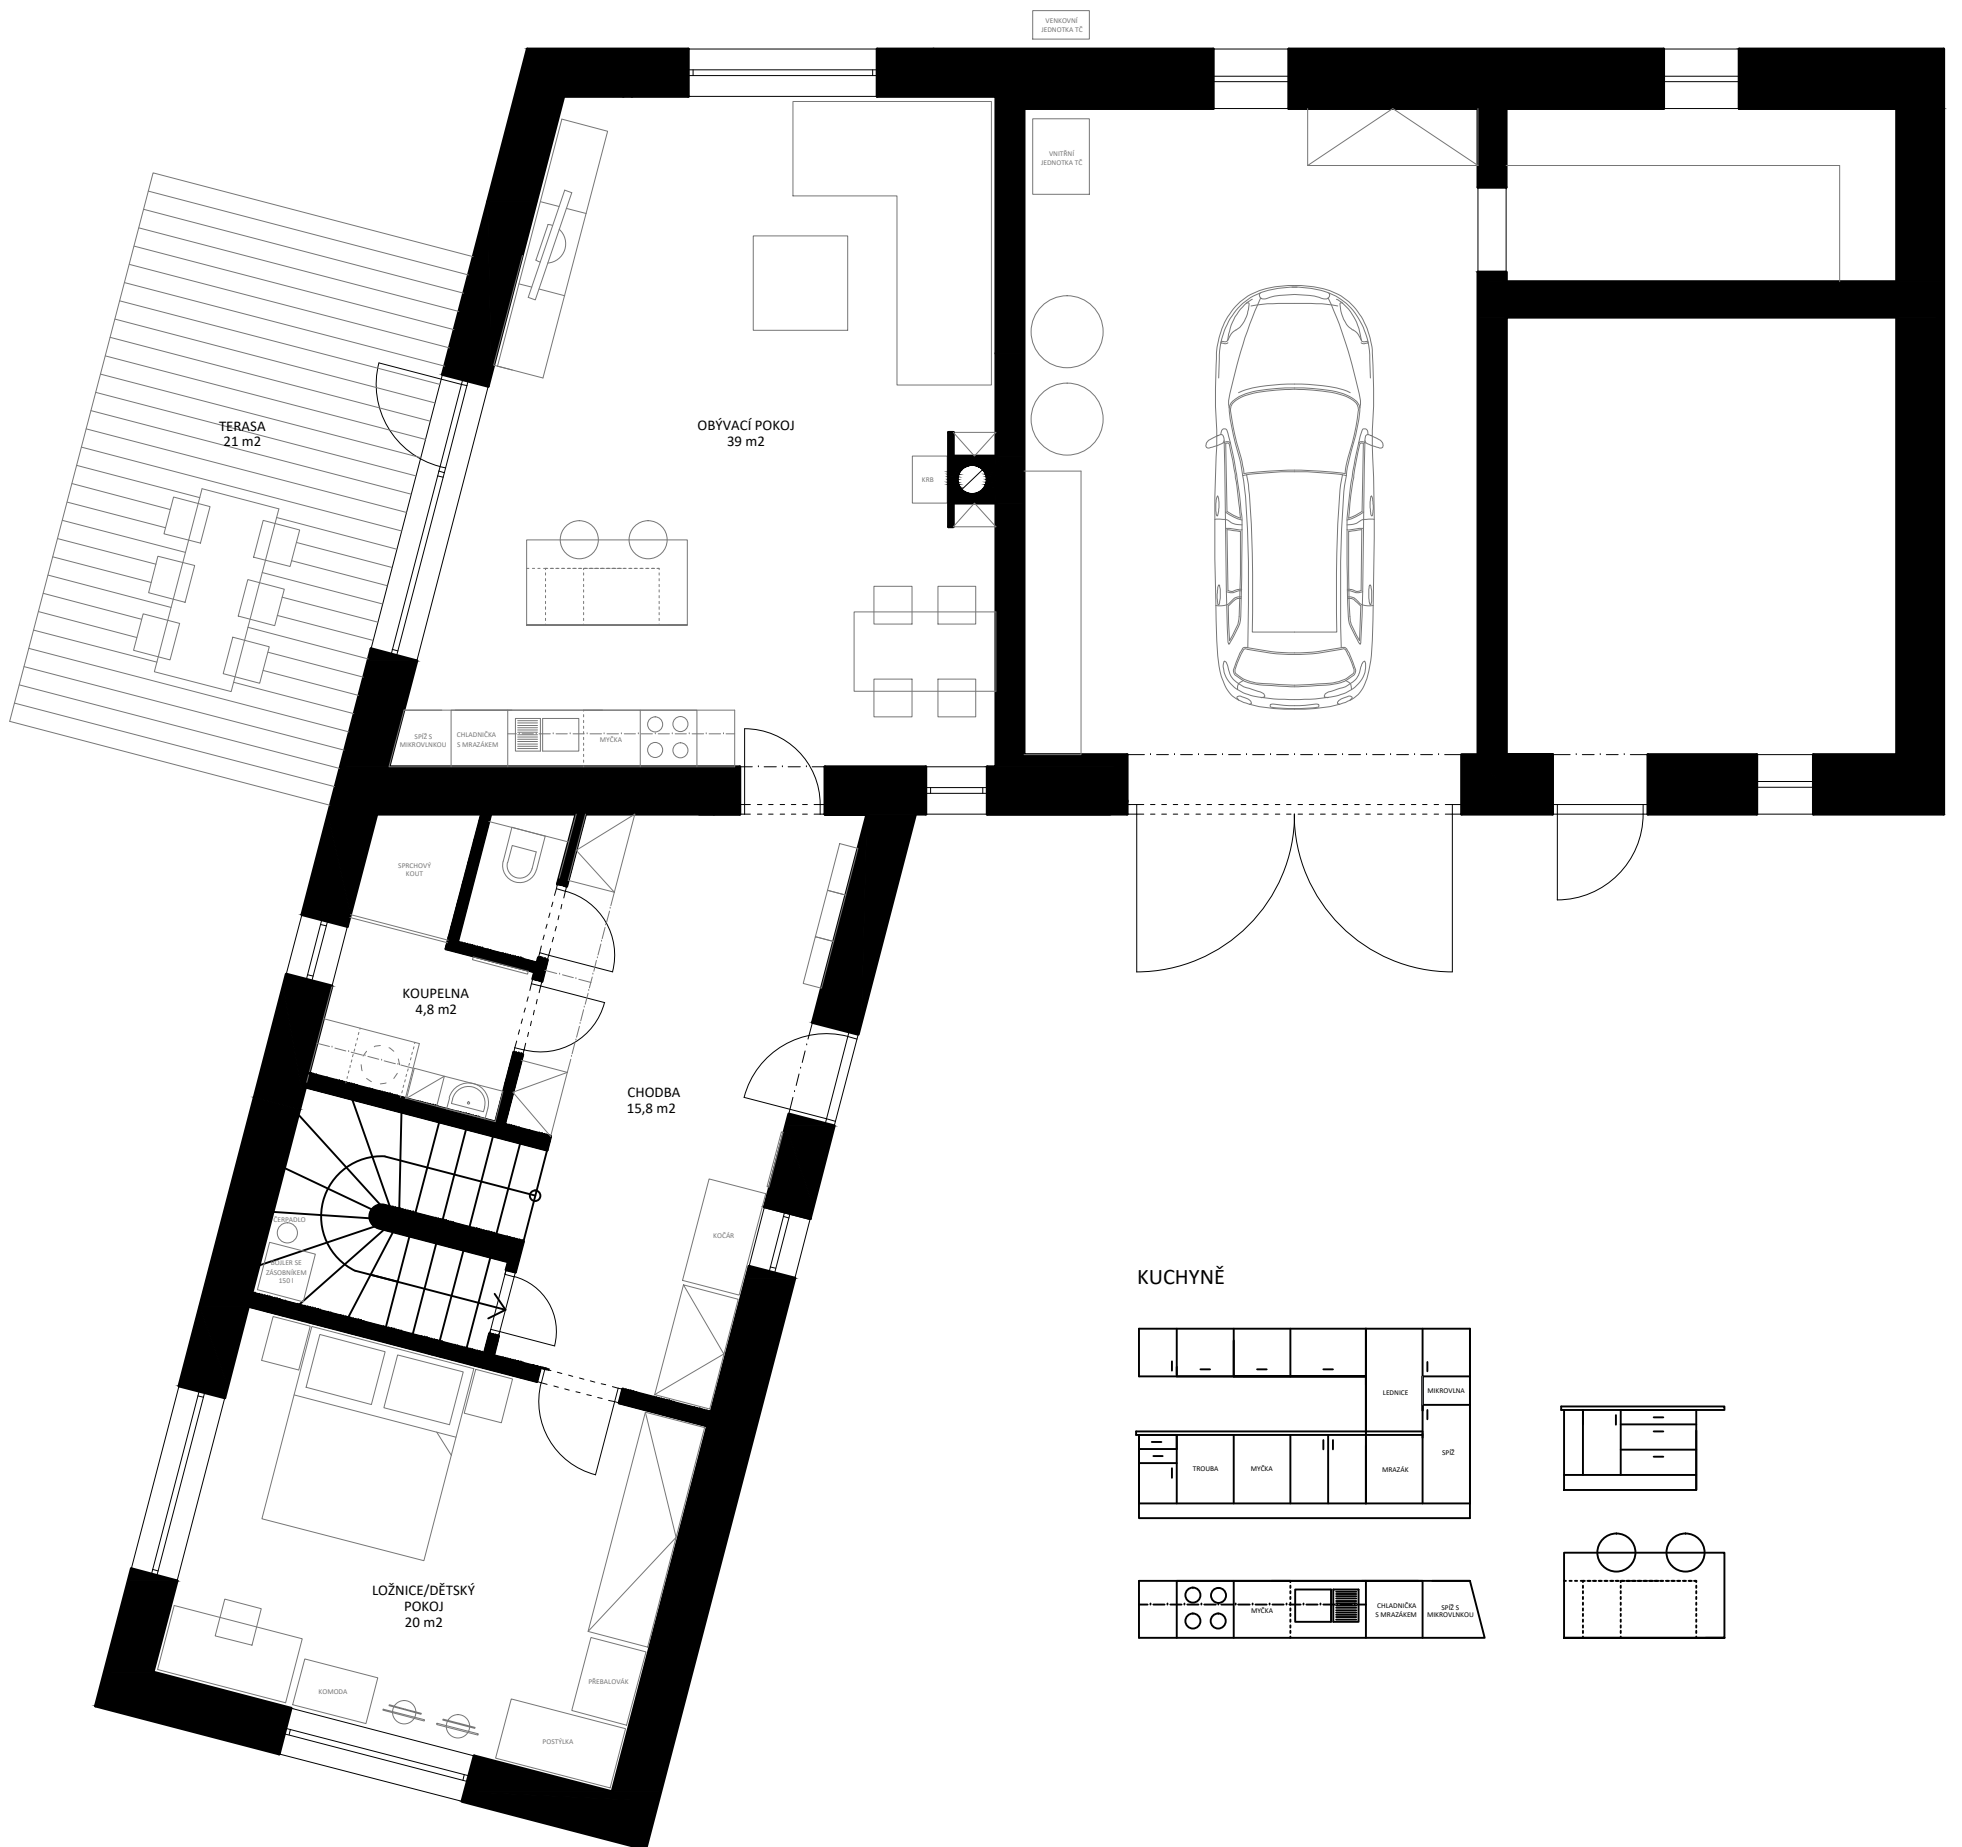 VENKOVNÍ
JEDNOTKA TČ
VNITŘNÍ
JEDNOTKA TČ
TERASA
21 m2
OBÝVACÍ POKOJ
39 m2
KRB
SPÍŽ S
MIKROVLNKOU
CHLADNIČKA
S MRAZÁKEM
MYČKA
SPRCHOVÝ
KOUT
KOUPELNA
4,8 m2
CHODBA
15,8 m2
ČERPADLO
BOJLER SE
ZÁSOBNÍKEM
150 l
KOČÁR
KUCHYNĚ
LEDNICE
MIKROVLNA
TROUBA
MYČKA
MRAZÁK
SPÍŽ
MYČKA
CHLADNIČKA
S MRAZÁKEM
SPÍŽ S
MIKROVLNKOU
LOŽNICE/DĚTSKÝ
POKOJ
20 m2
KOMODA
PŘEBALOVÁK
POSTÝLKA